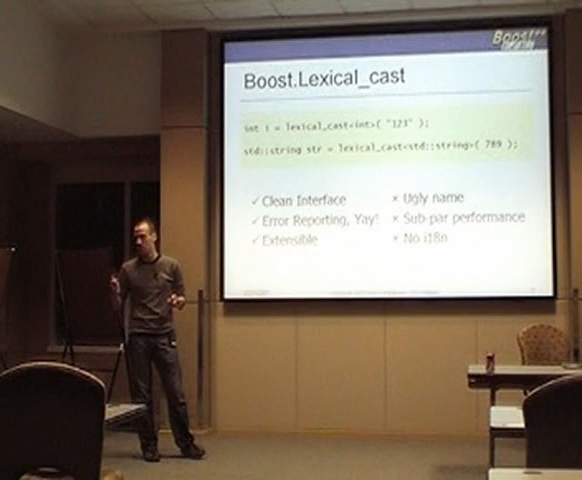 Boost
Boost.Lexical_cast
int i = lexical_cast<int>( "123" );
std::string str = lexical_cast<std::string>( 789 );
✓ Clean Interface
✓ Error Reporting, Yay!
✓ Extensible
× Ugly name
× Sub-par performance
× No i18n